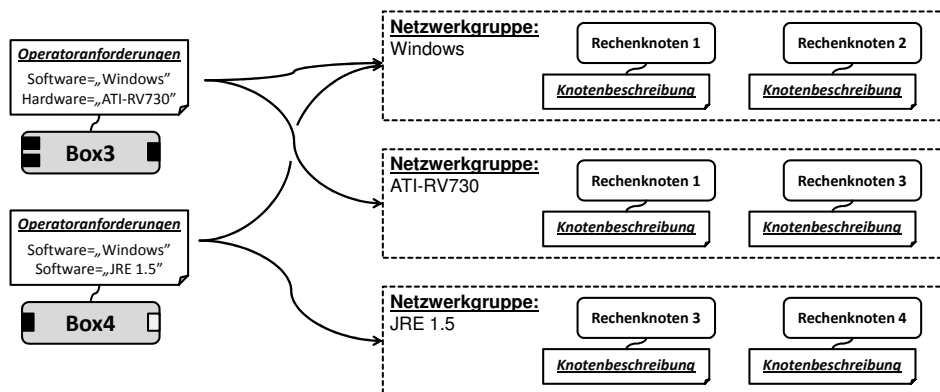 Operatoranforderungen
Software=„Windows”
Hardware=„ATI-RV730”
Box3
Operatoranforderungen
Software=„Windows”
Software=„JRE 1.5”
Box4
Netzwerkgruppe:
Windows
Rechenknoten 1
Rechenknoten 2
Knotenbeschreibung
Knotenbeschreibung
Netzwerkgruppe:
ATI-RV730
Rechenknoten 1
Rechenknoten 3
Knotenbeschreibung
Knotenbeschreibung
Netzwerkgruppe:
JRE 1.5
Rechenknoten 3
Rechenknoten 4
Knotenbeschreibung
Knotenbeschreibung